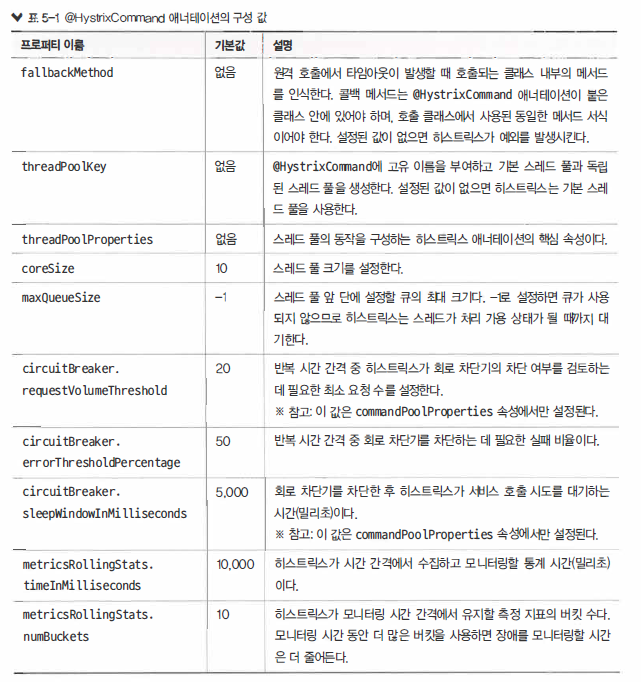 표 5-1 @HystrixCommand 애너테이션의 구성 값
프로퍼티 이름 기본값 설명
fallbackMethod 없음 원격 호출에서 타임아웃이 발생할 때 호출되는 클래스 내부의 메서드
를 인식한다. 콜백 메서드는 @HystrixCommand 애너테이션이 붙은
클래스 안에 있어야 하며, 호출 클래스에서 사용된 동일한 메서드 서식
이어야 한다. 설정된 값이 없으면 히스트릭스가 예외를 발생시킨다.
threadPoolKey 없음 @HystrixCommand에 고유 이름을 부여하고 기본 스레드 풀과 독립
된 스레드 풀을 생성한다. 설정된 값이 없으면 히스트릭스는 기본 스레
드 풀을 사용한다.
threadPoolProperties 없음 스레드 풀의 동작을 구성하는 히스트릭스 애너테이션의 핵심 속성이다.
coreSize 10 스레드 풀 크기를 설정한다.
maxQueueSize -1 스레드 풀 앞 단에 설정할 큐의 최대 크기다. -1로 설정하면 큐가 사용
되지 않으므로 히스트릭스는 스레드가 처리 가용 상태가 될 때까지 대
기한다.
circuitBreaker. 20 반복 시간 간격 중 히스트릭스가 회로 차단기의 차단 여부를 검토하는
requestVolumeThreshold 데 필요한 최소 요청 수를 설정한다.
※ 참고: 이 값은 commandPoolProperties 속성에서만 설정된다.
circuitBreaker. 50 반복 시간 간격 중 회로 차단기를 차단하는 데 필요한 실패 비율이다.
errorThresholdPercentage
circuitBreaker. 5,000 회로 차단기를 차단한 후 히스트릭스가 서비스 호출 시도를 대기하는
sleepWindowInMilliseconds 시간(밀리초)이다.
※ 참고: 이 값은 commandPoolProperties 속성에서만 설정된다.
metricsRollingStats. 10,000 히스트릭스가 시간 간격에서 수집하고 모니터링할 통계 시간(밀리초)
timeInMilliseconds 이다.
metricsRollingStats. 10 히스트릭스가 모니터링 시간 간격에서 유지할 측정 지표의 버킷 수다.
numBuckets 모니터링 시간 동안 더 많은 버킷을 사용하면 장애를 모니터링할 시간
은 더 줄어든다.